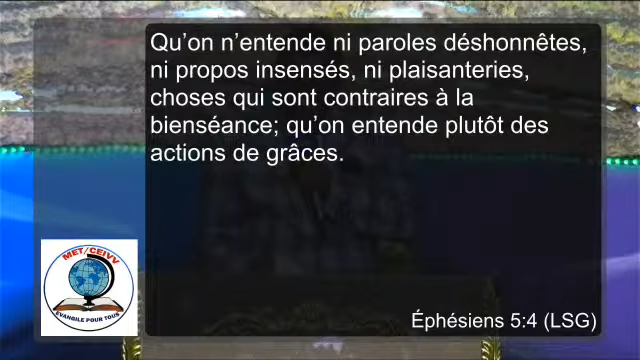 Qu’on n’entende ni paroles déshonnêtes,
ni propos insensés, ni plaisanteries,
choses qui sont contraires à la
bienséance; qu’on entende plutôt des
actions de grâces.
MET/CEIVV
EVANGILE POUR TOUS
Éphésiens 5:4 (LSG)